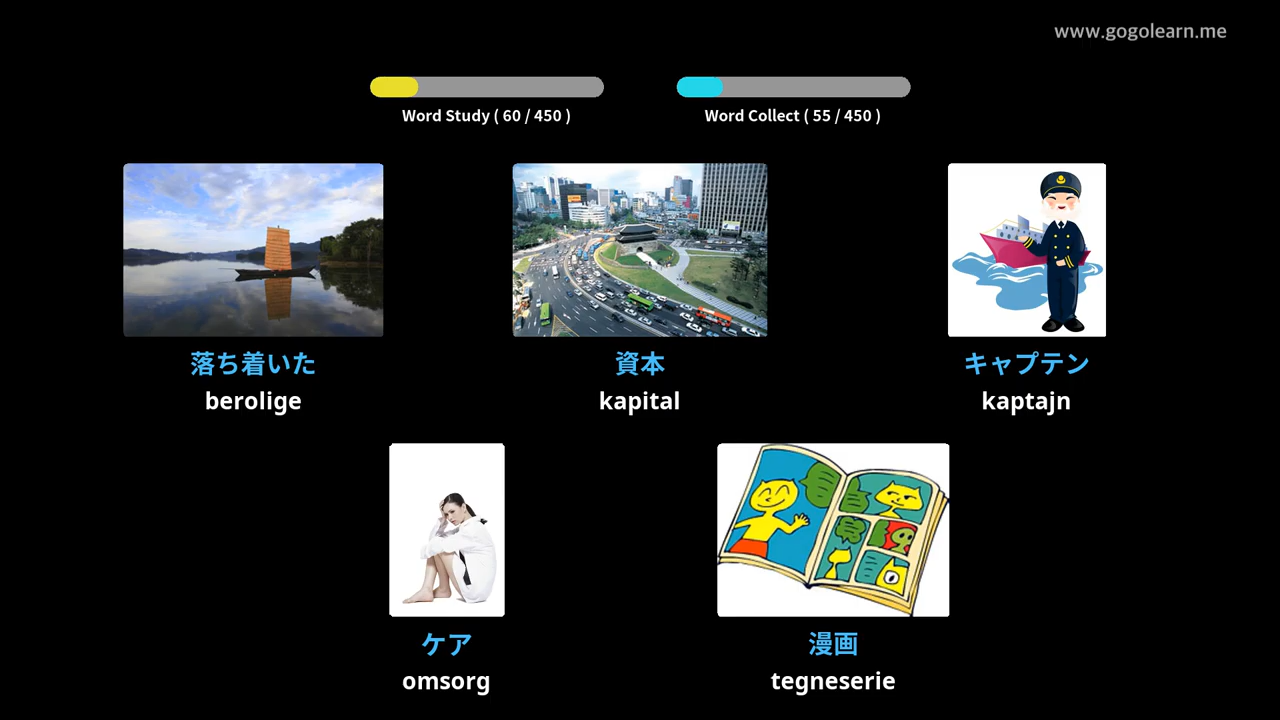 www.gogolearn.me
Word Study ( 60 / 450 )
Word Collect ( 55 / 450 )
落ち着いた
berolige
資本
kapital
キャプテン
kaptajn
ケア
omsorg
漫画
tegneserie